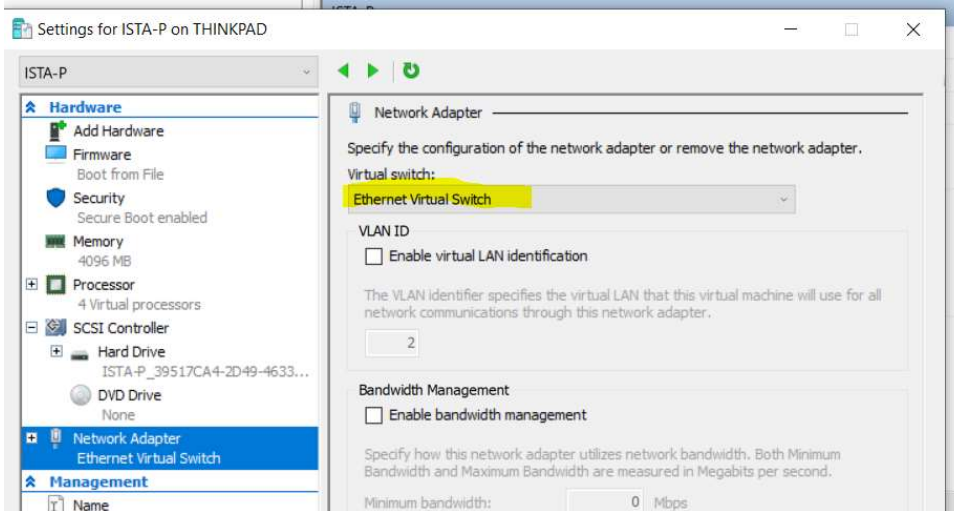 Settings for ISTA-P on THINKPAD
ISTA-P
Hardware
Add Hardware
Firmware
Boot from File
Security
Secure Boot enabled
Memory
4096 MB
Processor
4 Virtual processors
SCSI Controller
Hard Drive
ISTA-P_39517CA4-2D49-4633...
DVD Drive
None
Network Adapter
Ethernet Virtual Switch
Management
Name
Network Adapter
Specify the configuration of the network adapter or remove the network adapter.
Virtual switch:
Ethernet Virtual Switch
VLAN ID
Enable virtual LAN identification
The VLAN identifier specifies the virtual LAN that this virtual machine will use for all
network communications through this network adapter.
2
Bandwidth Management
Enable bandwidth management
Specify how this network adapter utilizes network bandwidth. Both Minimum
Bandwidth and Maximum Bandwidth are measured in Megabits per second.
Minimum bandwidth: 0 Mbps